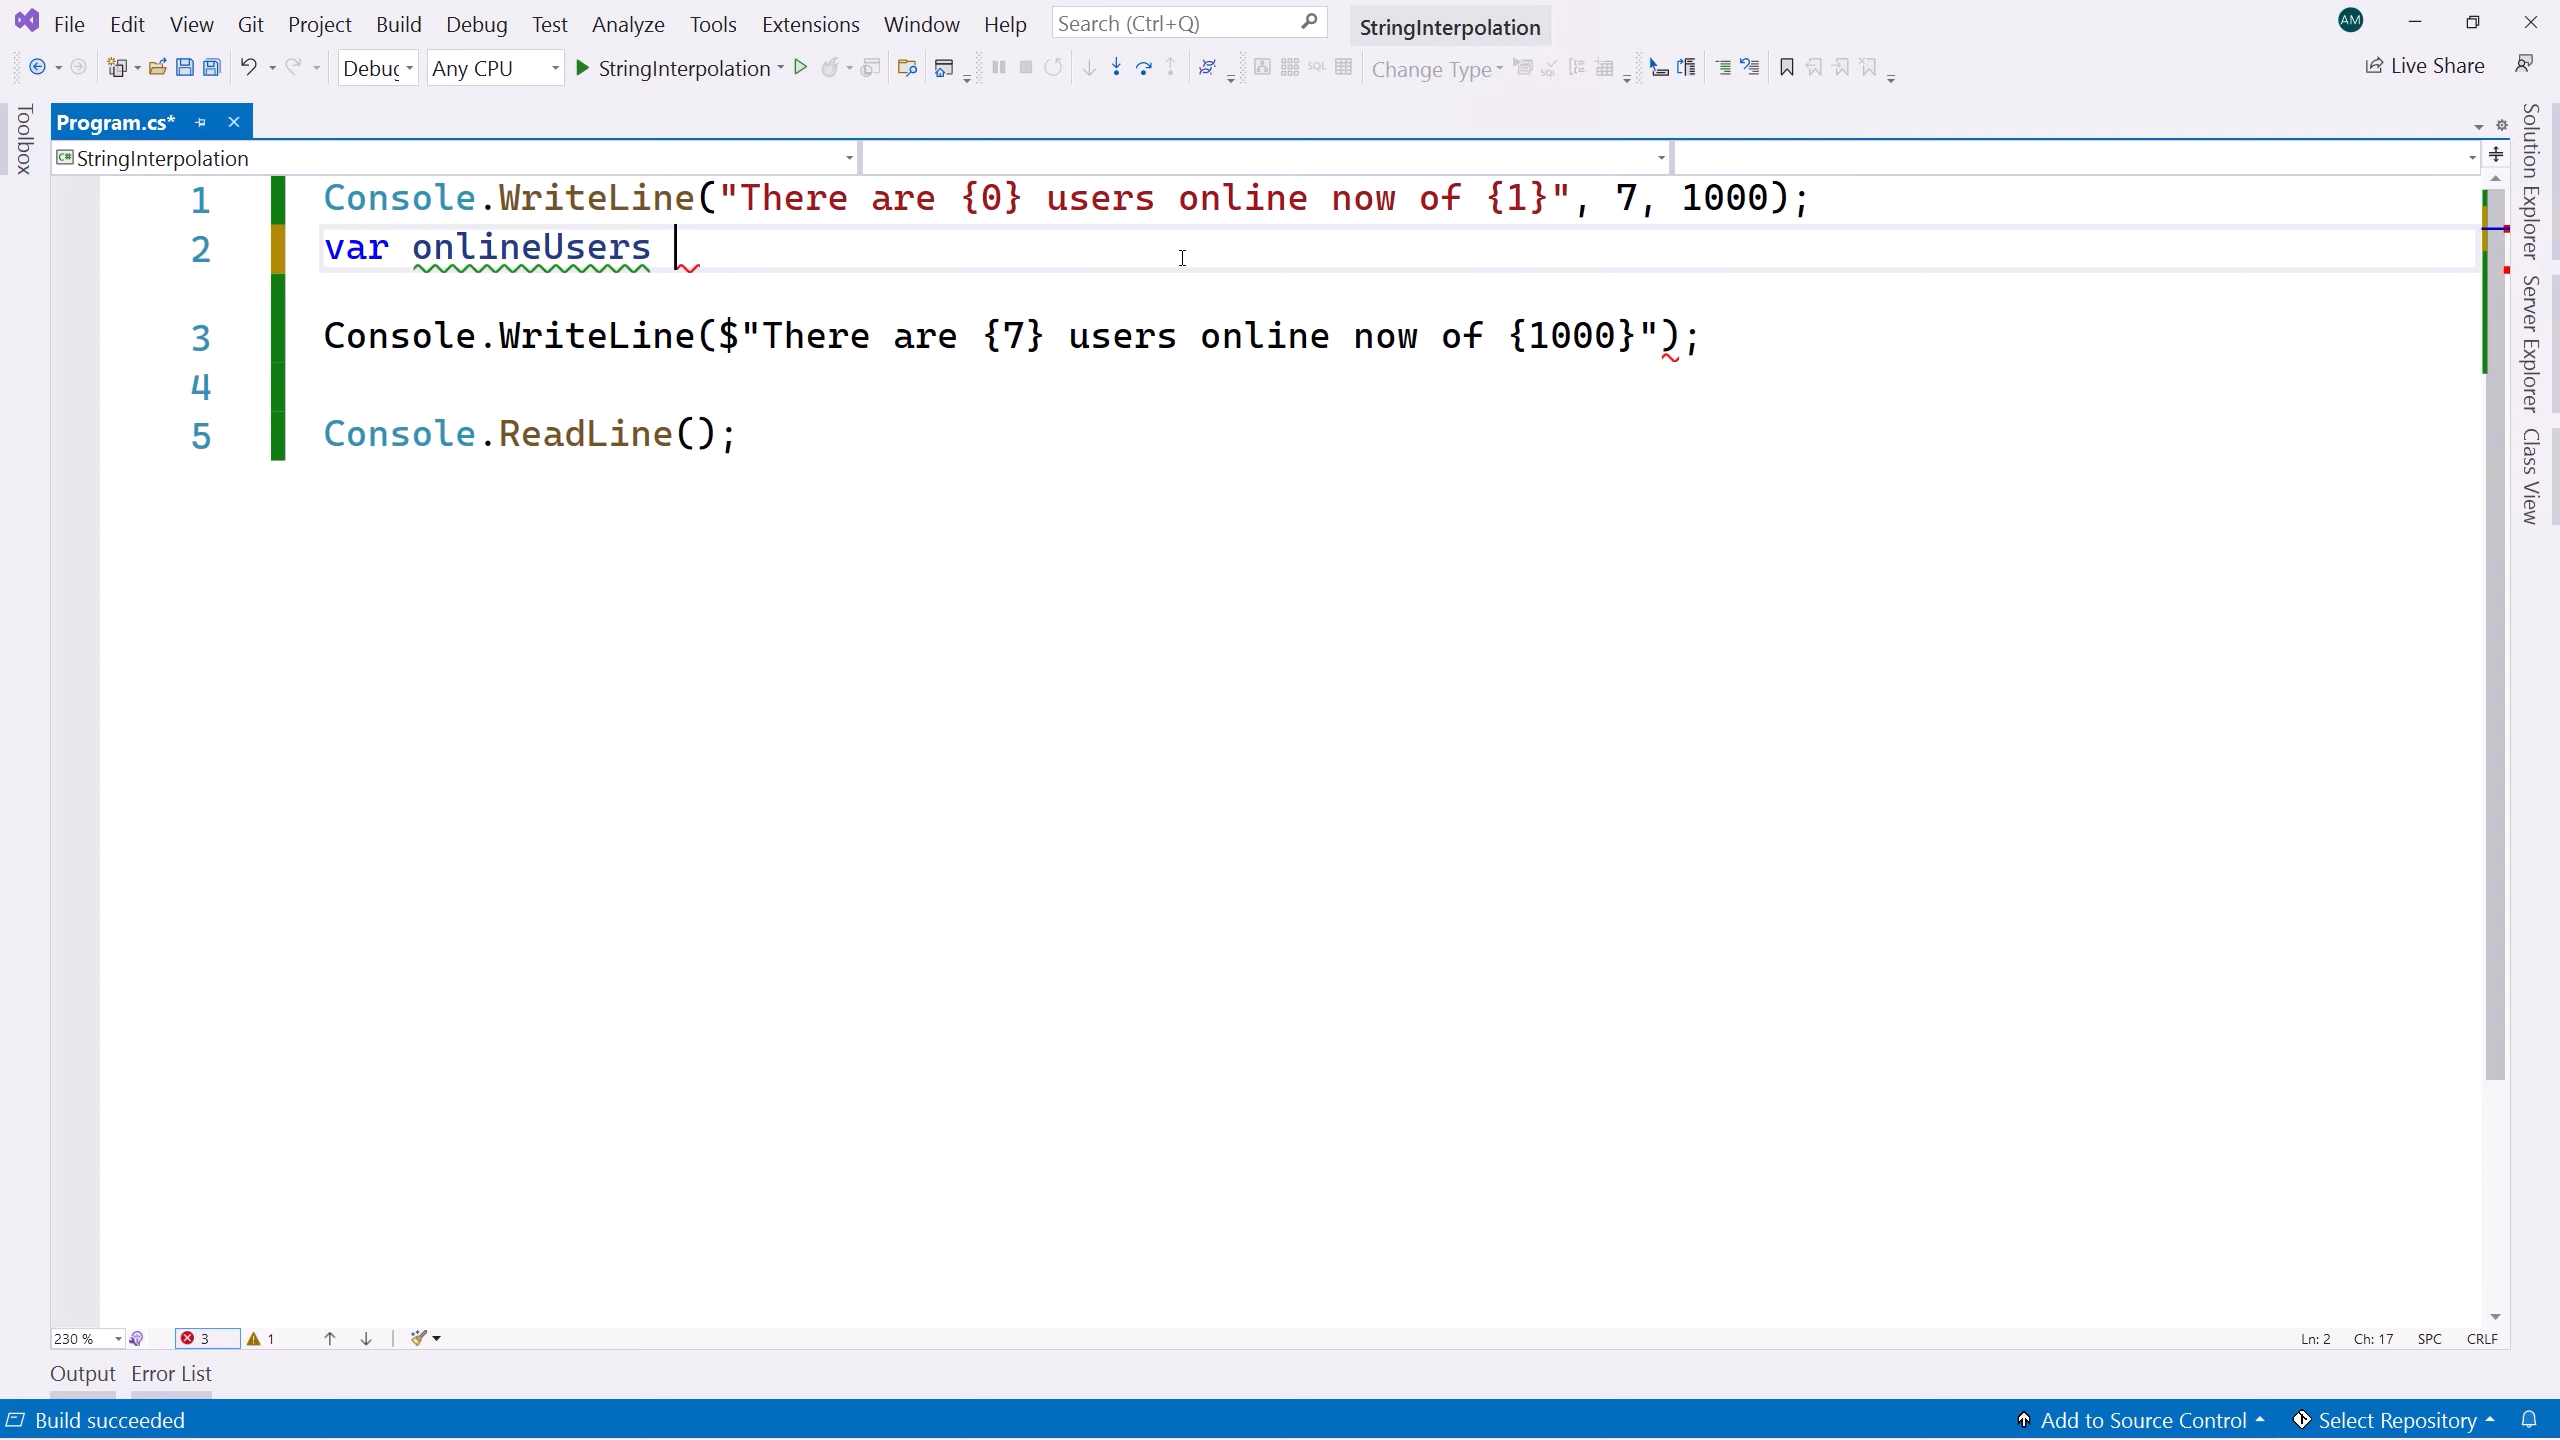 File Edit View Git Project Build Debug Test Analyze Tools Extensions Window Help Search (Ctrl+Q) StringInterpolation AM
Debug Any CPU StringInterpolation Change Type Live Share
Toolbox
Program.cs*
StringInterpolation
1 Console.WriteLine("There are {0} users online now of {1}", 7, 1000);
2 var onlineUsers
3 Console.WriteLine($"There are {7} users online now of {1000}");
4
5 Console.ReadLine();
Solution Explorer
Server Explorer
Class View
230 % 3 1 Ln: 2 Ch: 17 SPC CRLF
Output Error List
Build succeeded Add to Source Control Select Repository